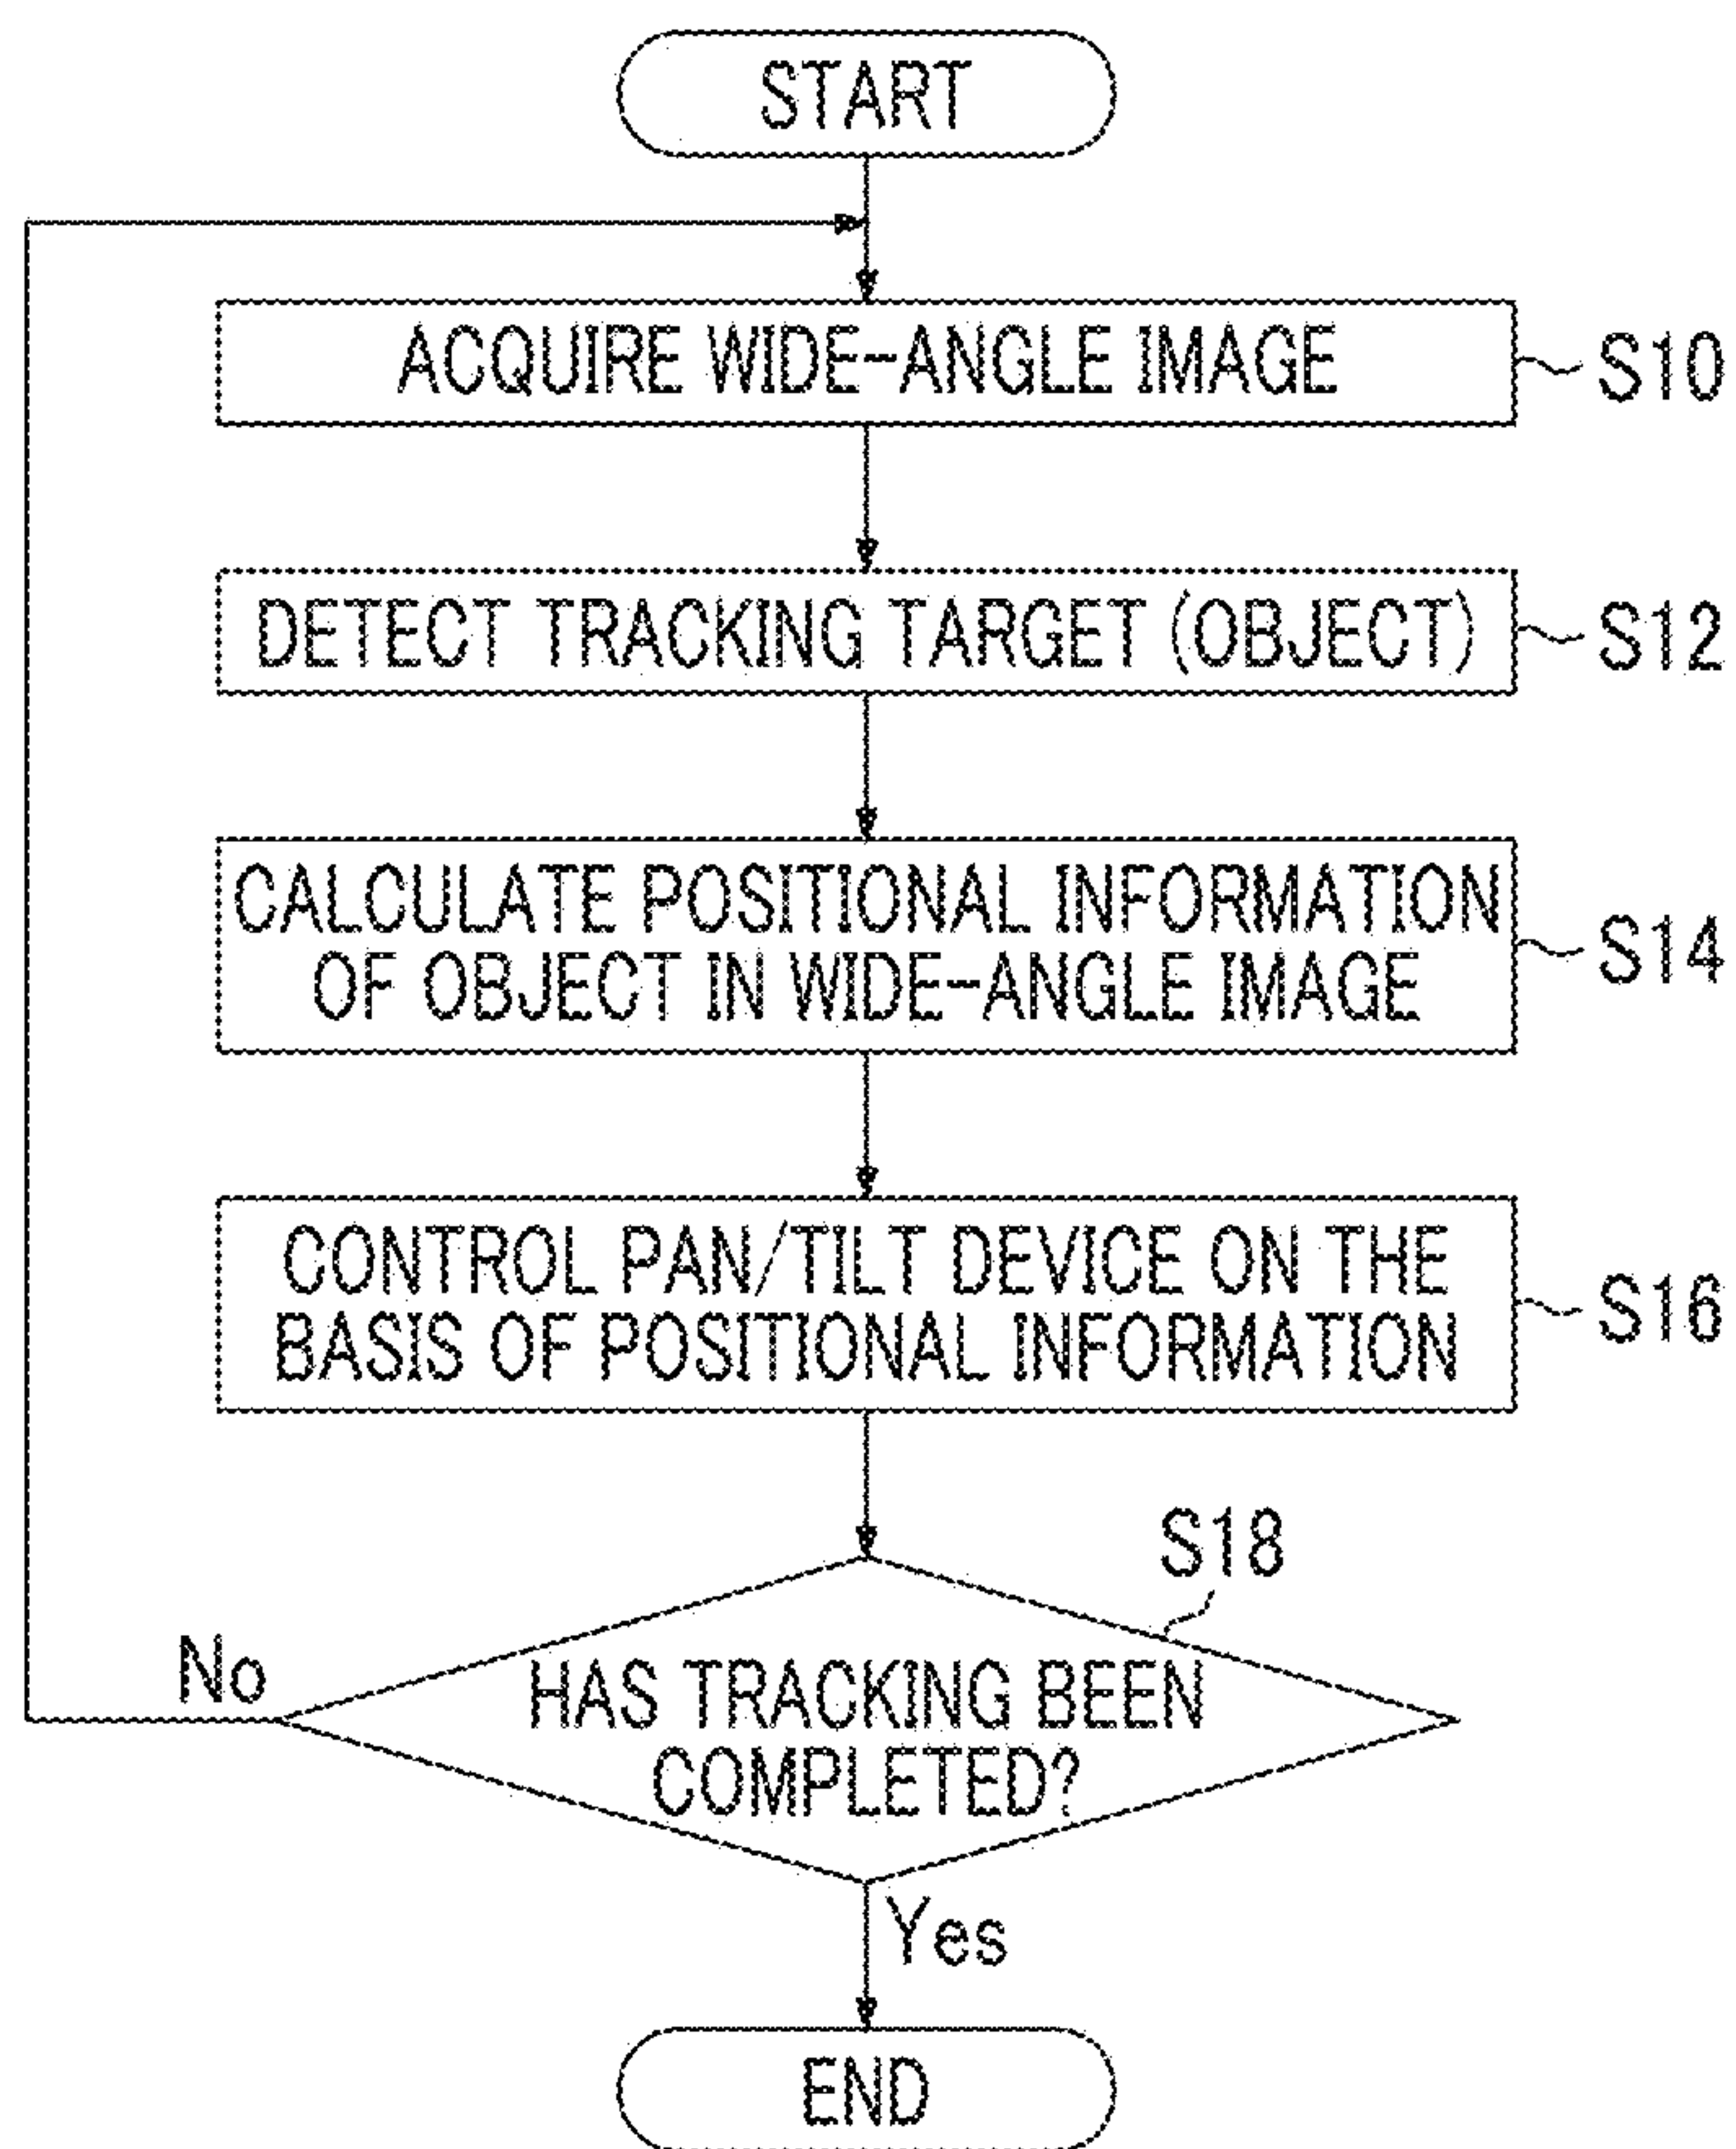 START
ACQUIRE WIDE-ANGLE IMAGE
S10
DETECT TRACKING TARGET (OBJECT)
S12
CALCULATE POSITIONAL INFORMATION
OF OBJECT IN WIDE-ANGLE IMAGE
S14
CONTROL PAN/TILT DEVICE ON THE
BASIS OF POSITIONAL INFORMATION
S16
S18
HAS TRACKING BEEN
COMPLETED?
No
Yes
END